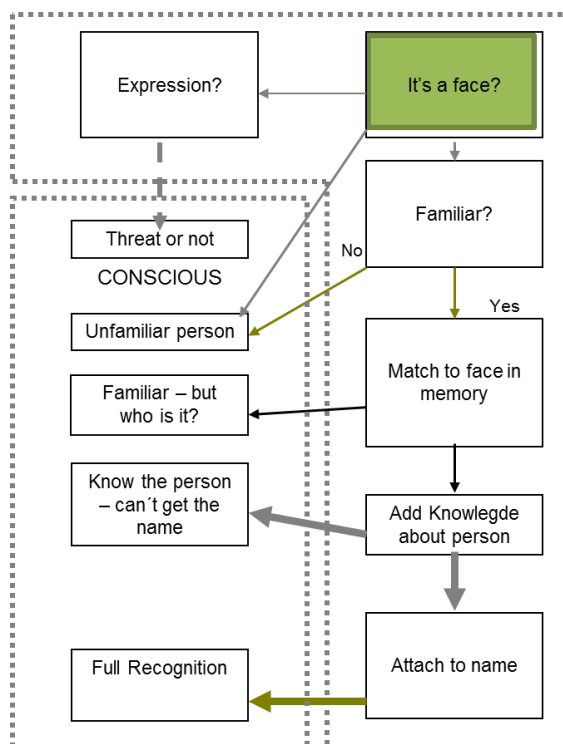 Expression?
It's a face?
Familiar?
Threat or not
No
CONSCIOUS
Yes
Unfamiliar person
Match to face in
memory
Familiar – but
who is it?
Know the person
– can´t get the
name
Add Knowlegde
about person
Attach to name
Full Recognition